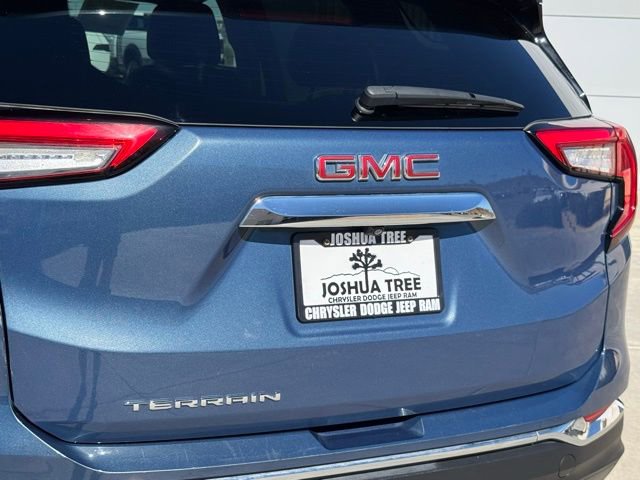 GMC
JOSHUA TREE
JOSHUA TREE
CHRYSLER DODGE JEEP RAM
CHRYSLER DODGE JEEP RAM
TERRAIN